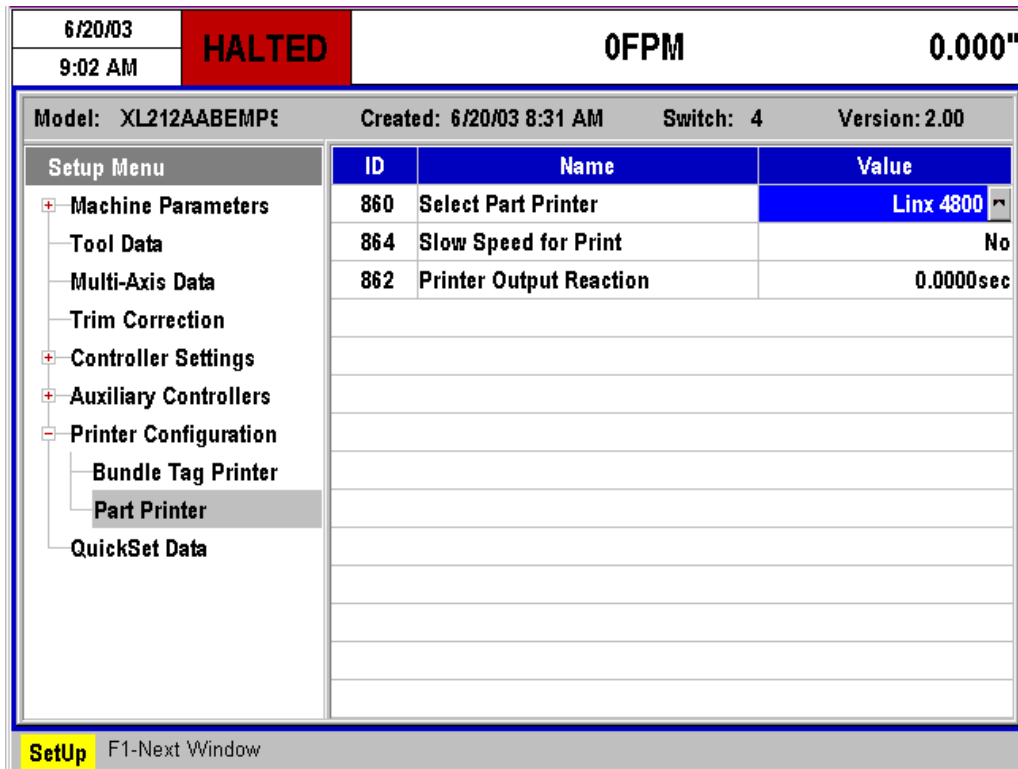 6/20/03
9:02 AM
HALTED
0FPM
0.000"
Model: XL212AABEMPS Created: 6/20/03 8:31 AM Switch: 4 Version: 2.00
Setup Menu
Machine Parameters
Tool Data
Multi-Axis Data
Trim Correction
Controller Settings
Auxiliary Controllers
Printer Configuration
Bundle Tag Printer
Part Printer
QuickSet Data
ID Name Value
860 Select Part Printer Linx 4800
864 Slow Speed for Print No
862 Printer Output Reaction 0.0000sec
SetUp F1-Next Window